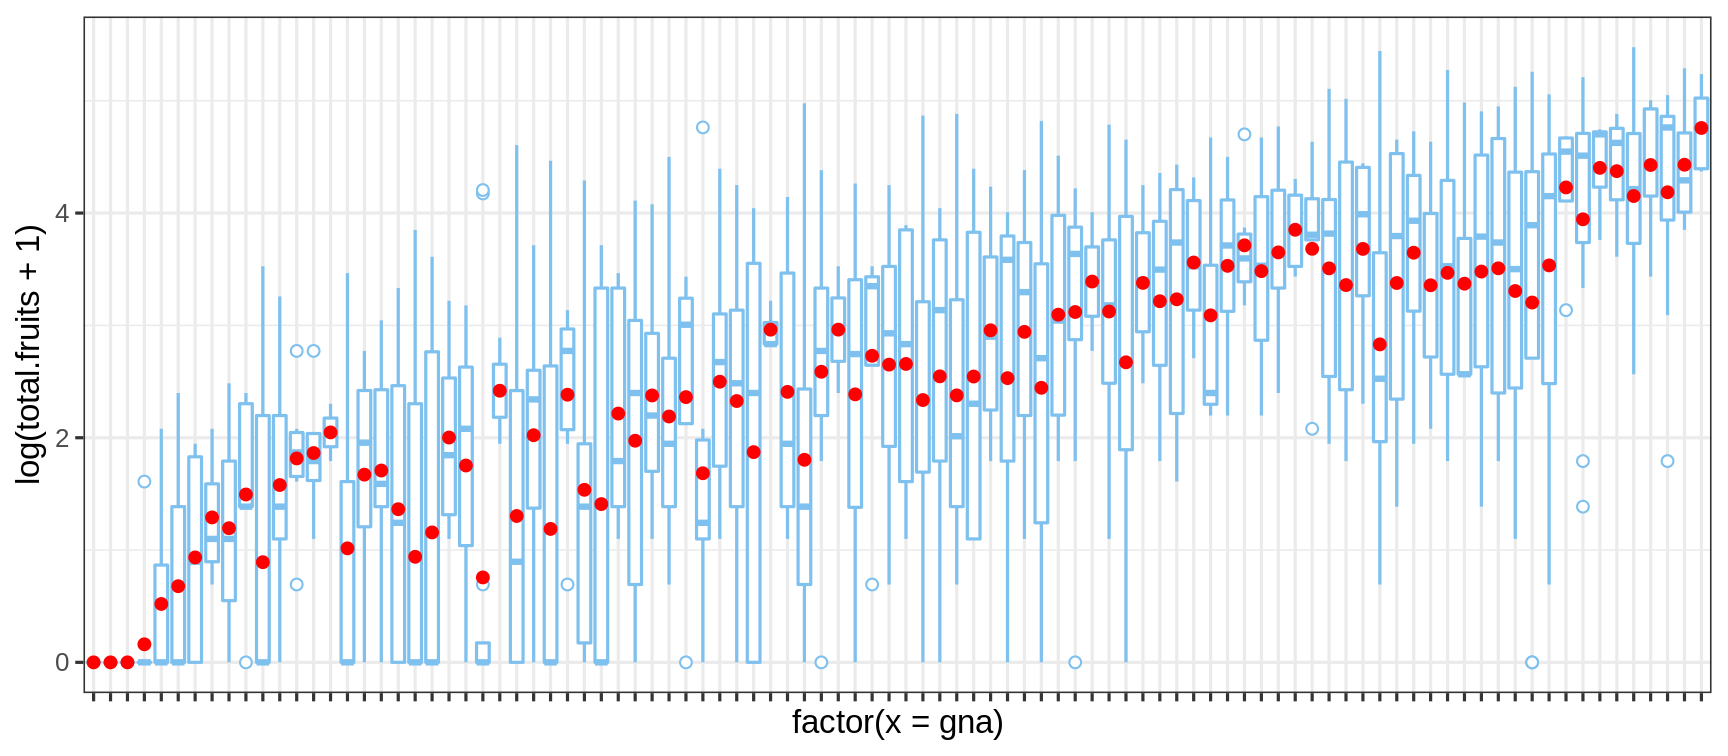 log(total.fruits + 1)
4
2
0
factor(x = gna)